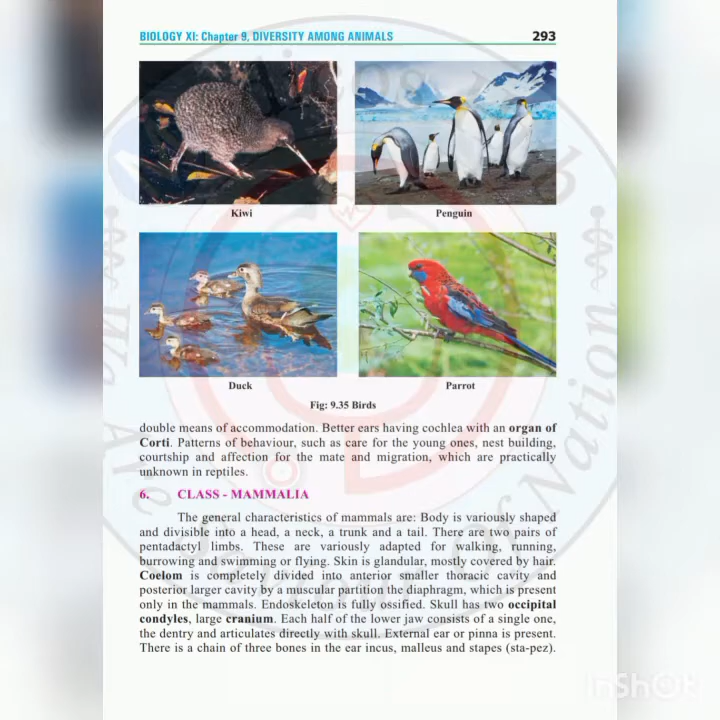 BIOLOGY XI: Chapter 9, DIVERSITY AMONG ANIMALS 293
Kiwi Penguin
Duck Parrot
Fig: 9.35 Birds
double means of accommodation. Better ears having cochlea with an organ of
Corti. Patterns of behaviour, such as care for the young ones, nest building,
courtship and affection for the mate and migration, which are practically
unknown in reptiles.
6. CLASS - MAMMALIA
The general characteristics of mammals are: Body is variously shaped
and divisible into a head, a neck, a trunk and a tail. There are two pairs of
pentadactyl limbs. These are variously adapted for walking, running,
burrowing and swimming or flying. Skin is glandular, mostly covered by hair.
Coelom is completely divided into anterior smaller thoracic cavity and
posterior larger cavity by a muscular partition the diaphragm, which is present
only in the mammals. Endoskeleton is fully ossified. Skull has two occipital
condyles, large cranium. Each half of the lower jaw consists of a single one,
the dentry and articulates directly with skull. External ear or pinna is present.
There is a chain of three bones in the ear incus, malleus and stapes (sta-pez).
InShOt